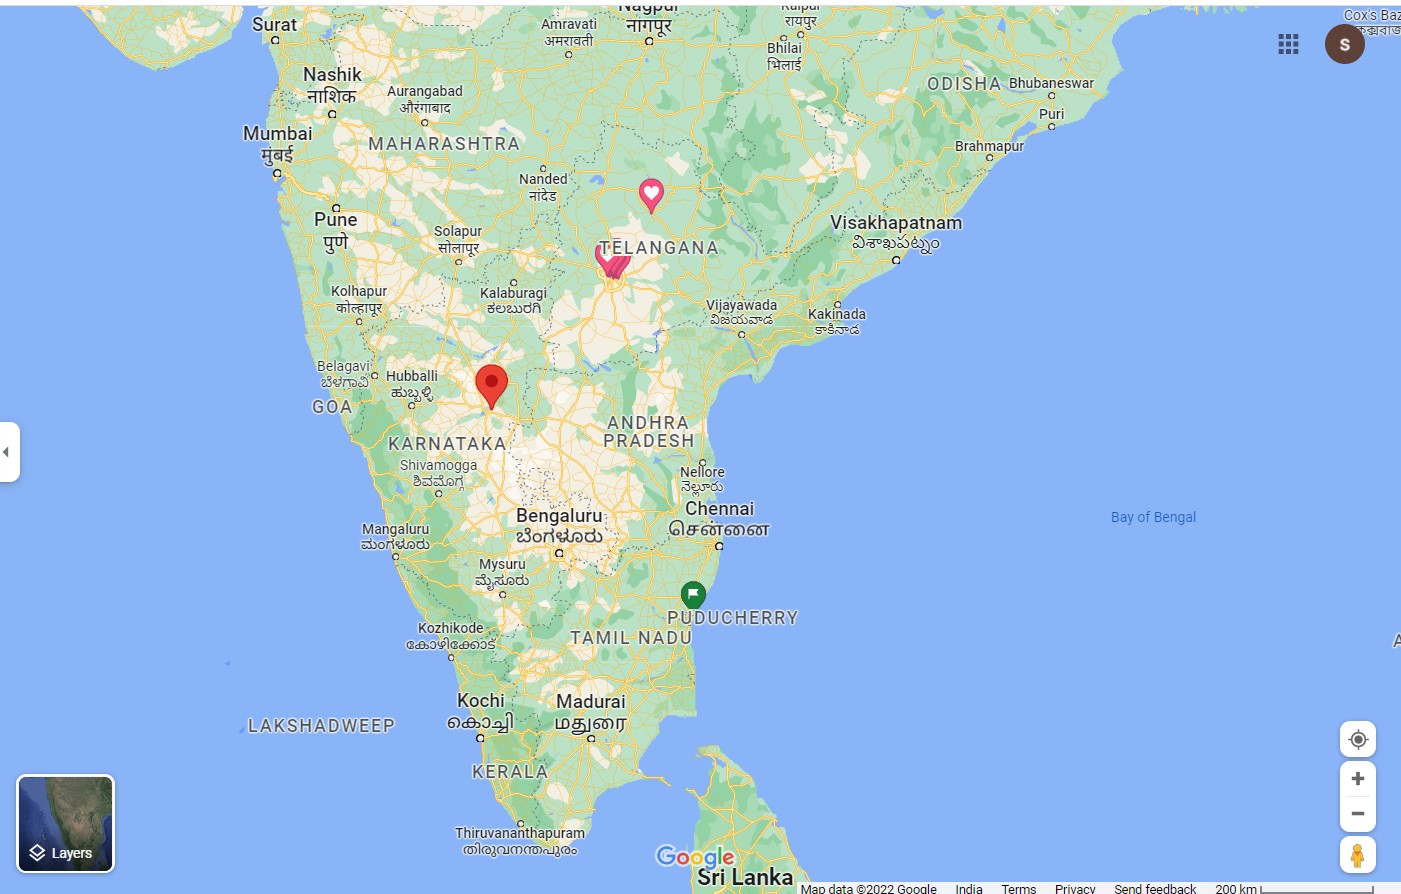 Surat
Amravati
अमरावती
नागपूर
रायपुर
Bhilai
भिलाई
Cox's Baz
S
Nashik
नाशिक
Aurangabad
औरंगाबाद
ODISHA
Bhubaneswar
Puri
Mumbai
मुंबई
MAHARASHTRA
Brahmapur
Nanded
नांदेड
Pune
पुणे
Solapur
सोलापूर
TELANGANA
Visakhapatnam
విశాఖపట్నం
Kolhapur
कोल्हापूर
Kalaburagi
ಕಲಬುರಗಿ
Vijayawada
విజయవాడ
Kakinada
కాకినాడ
Belagavi
ಬೆಳಗಾವಿ
Hubballi
ಹುಬ್ಬಳ್ಳಿ
GOA
ANDHRA
PRADESH
KARNATAKA
Shivamogga
ಶಿವಮೊಗ್ಗ
Nellore
నెల్లూరు
Bengaluru
ಬೆಂಗಳೂರು
Chennai
சென்னை
Bay of Bengal
Mangaluru
ಮಂಗಳೂರು
Mysuru
ಮೈಸೂರು
PUDUCHERRY
Kozhikode
കോഴിക്കോട്
TAMIL NADU
A
Kochi
കൊച്ചി
Madurai
மதுரை
LAKSHADWEEP
KERALA
Thiruvananthapuram
തിരുവനന്തപുരം
Layers
Google
Sri Lanka
Map data ©2022 Google India Terms Privacy Send feedback 200 km